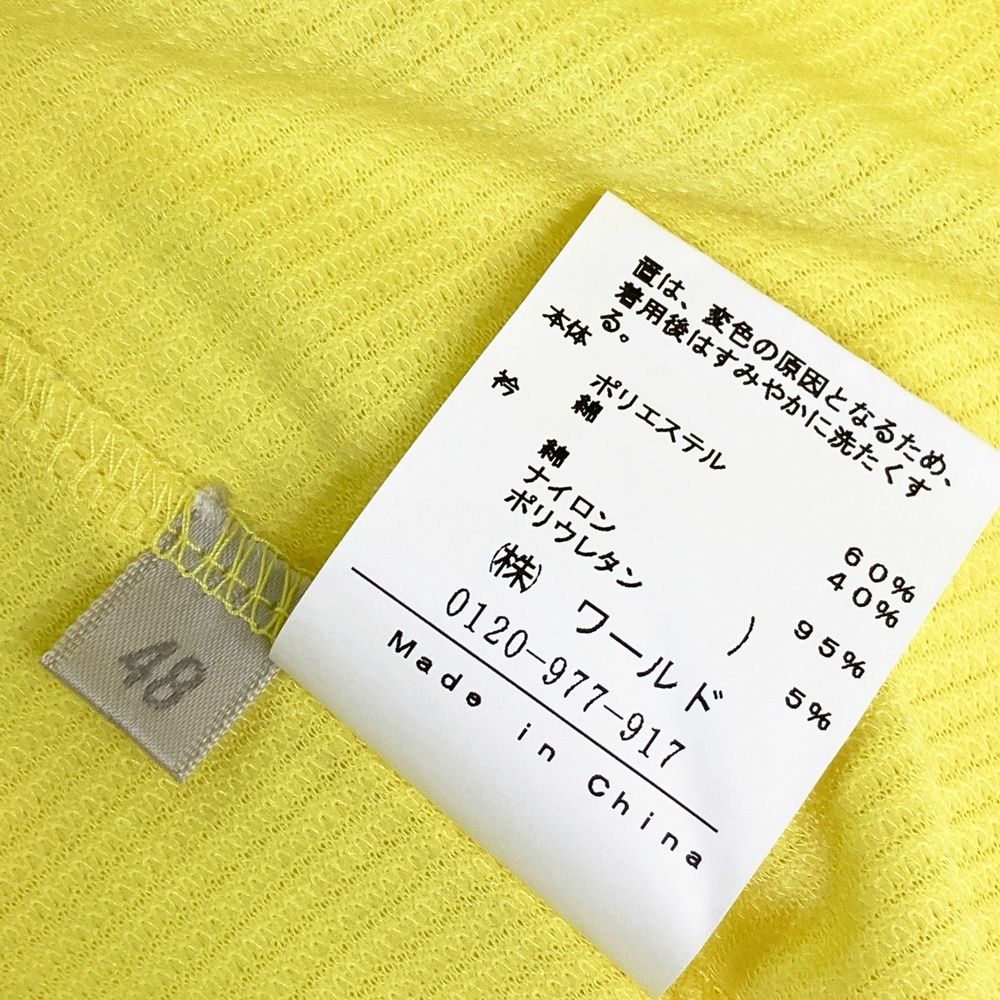 は、変色の原因となるため、
着用後はすみやかに洗たくす
る。
本体 ポリエステル 60%
綿 40%
衿 綿 95%
ナイロン )
ポリウレタン 5%
(株) ワールド
0120-977-917
Made in China
48